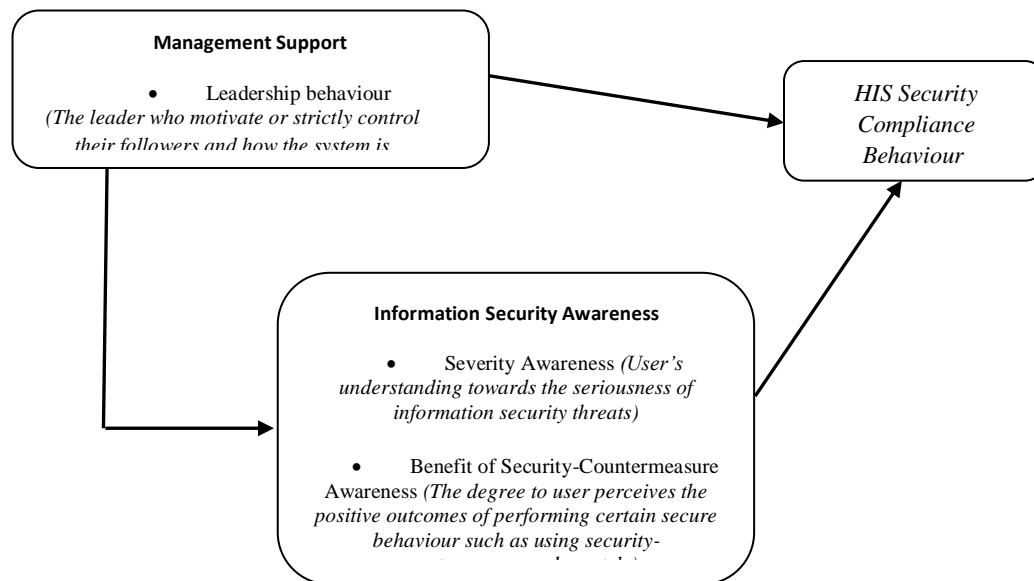 Management Support
• Leadership behaviour
(The leader who motivate or strictly control
their followers and how the system is
HIS Security
Compliance
Behaviour
Information Security Awareness
• Severity Awareness (User's
understanding towards the seriousness of
information security threats)
• Benefit of Security-Countermeasure
Awareness (The degree to user perceives the
positive outcomes of performing certain secure
behaviour such as using security-